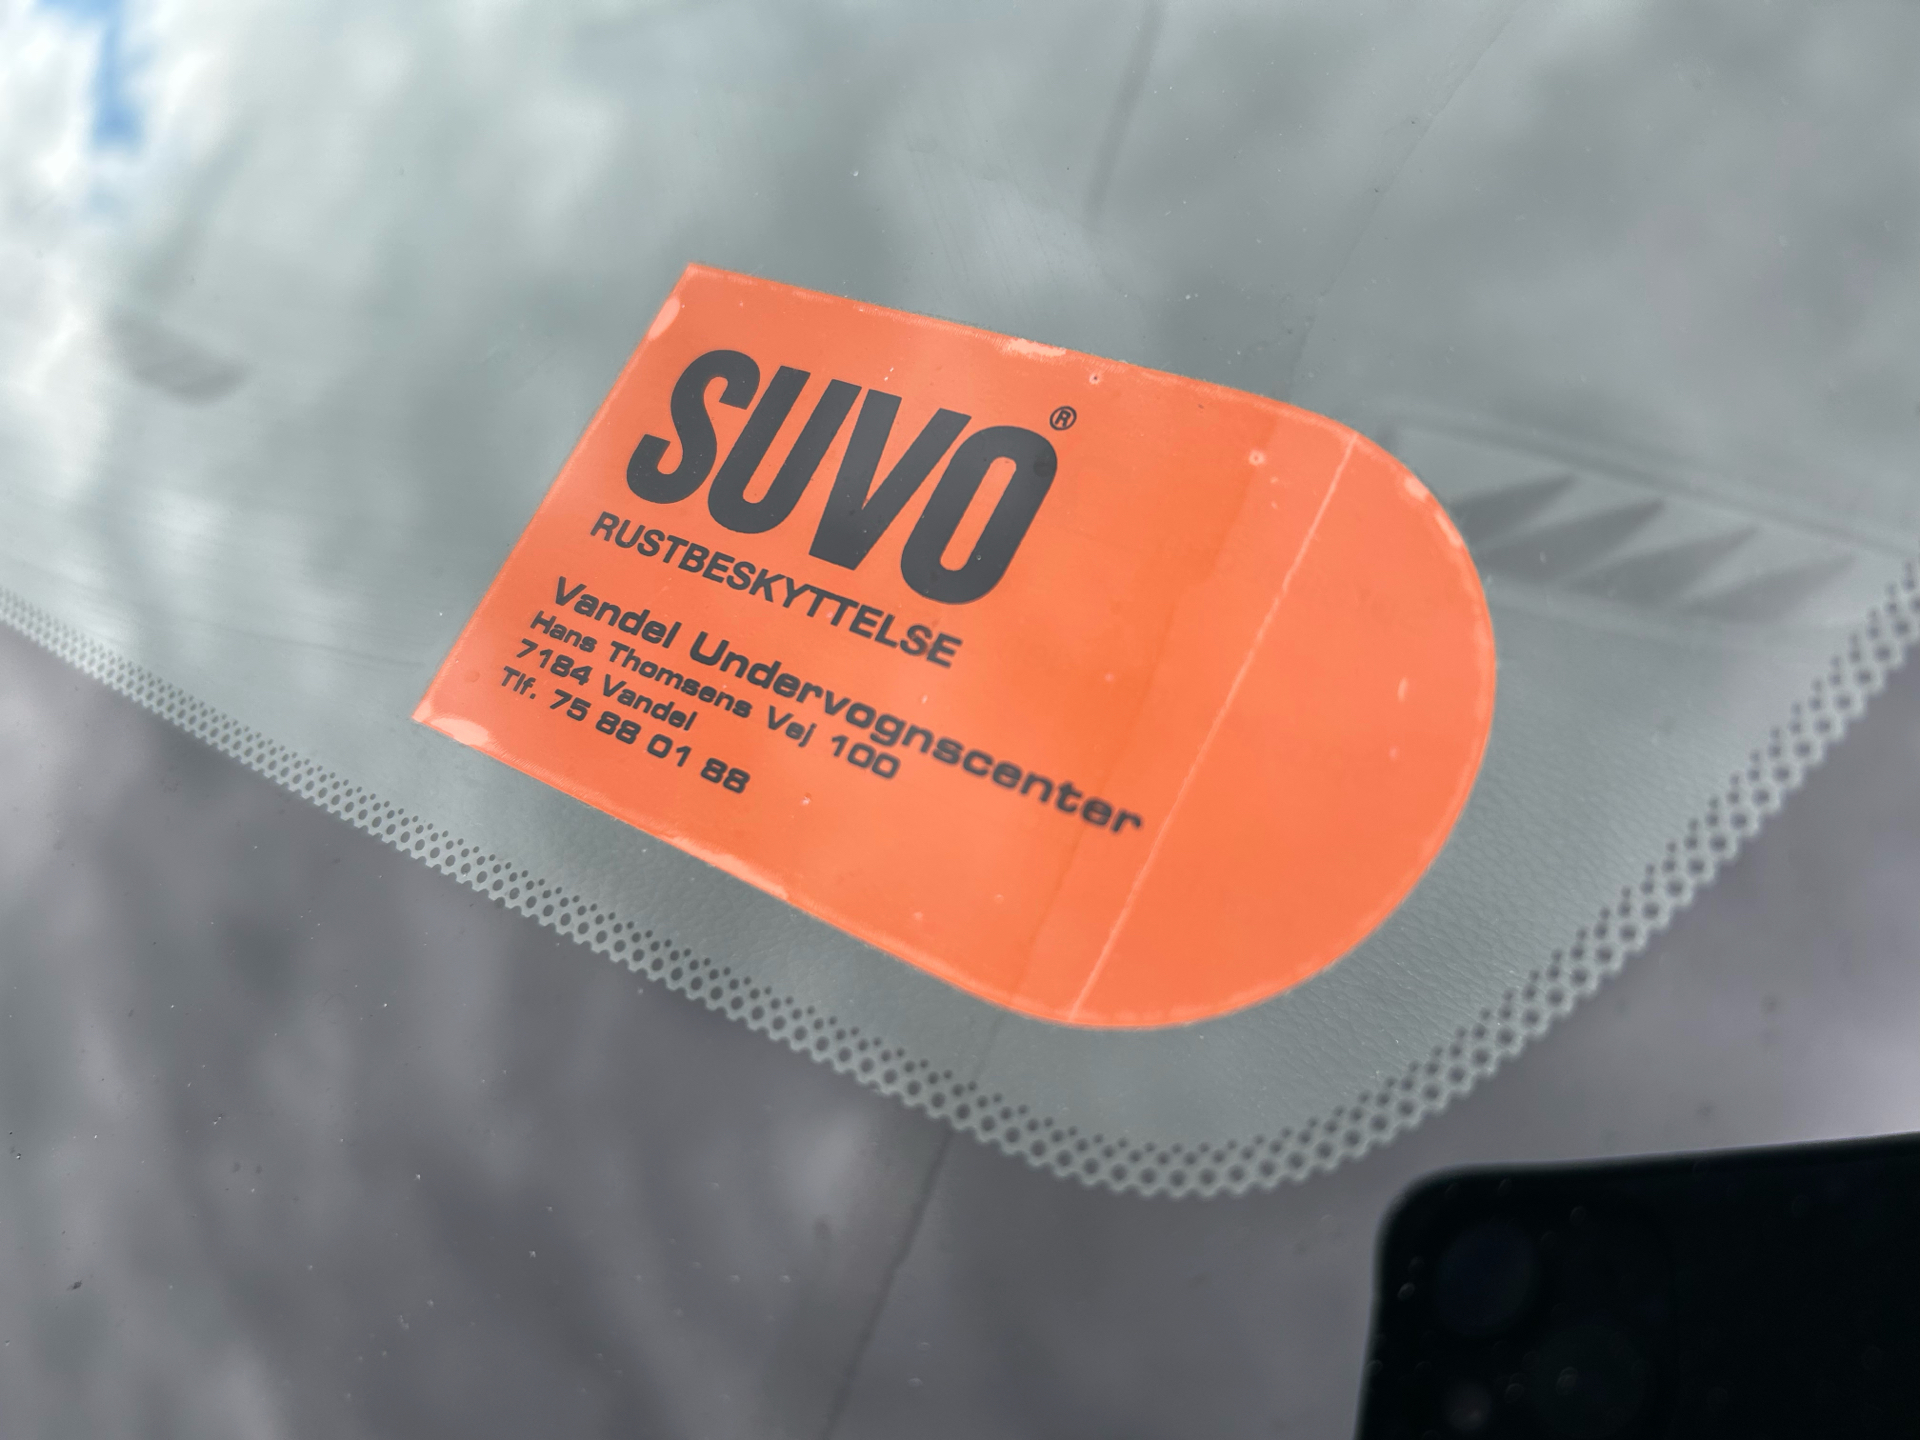 SUVO®
RUSTBESKYTTELSE
Vandel Undervognscenter
Hans Thomsens Vej 100
7184 Vandel
Tlf. 75 88 01 88